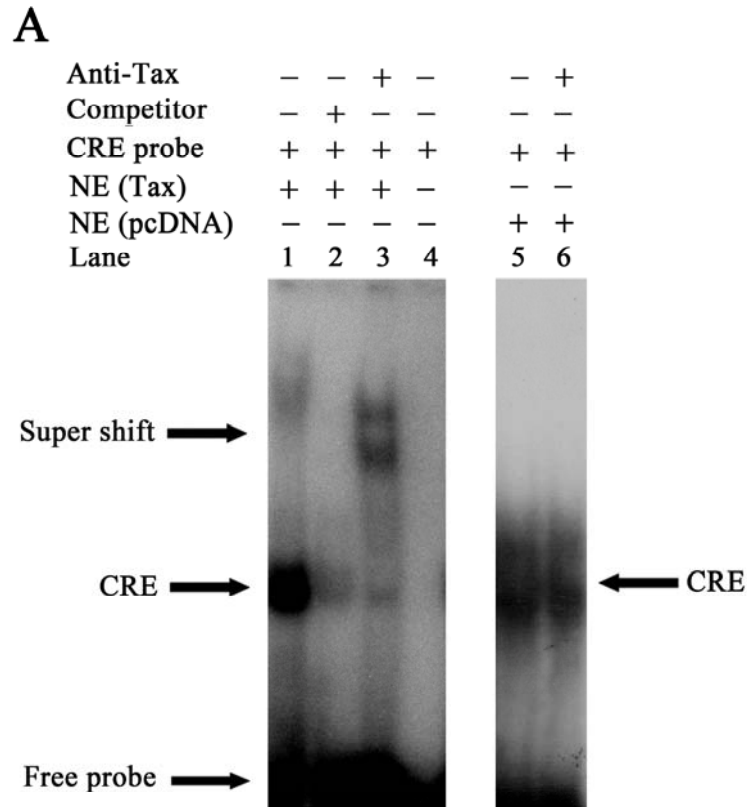 A
Anti-Tax − − + − − +
Competitor − + − − − −
CRE probe + + + + + +
NE (Tax) + + + − − −
NE (pcDNA) − − − − + +
Lane 1 2 3 4 5 6
Super shift
CRE CRE
Free probe